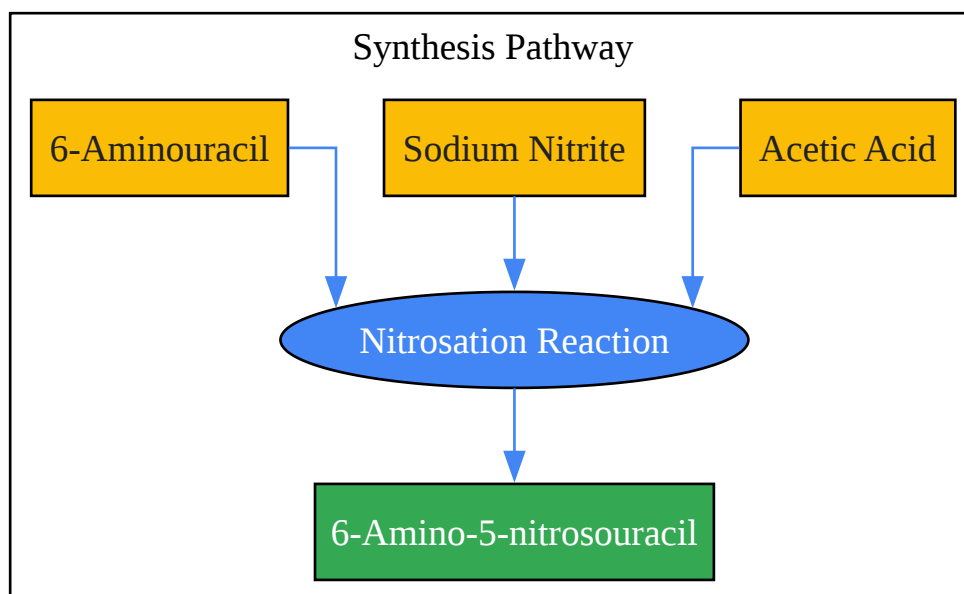 Synthesis Pathway
6-Aminouracil
Sodium Nitrite
Acetic Acid
Nitrosation Reaction
6-Amino-5-nitrosouracil